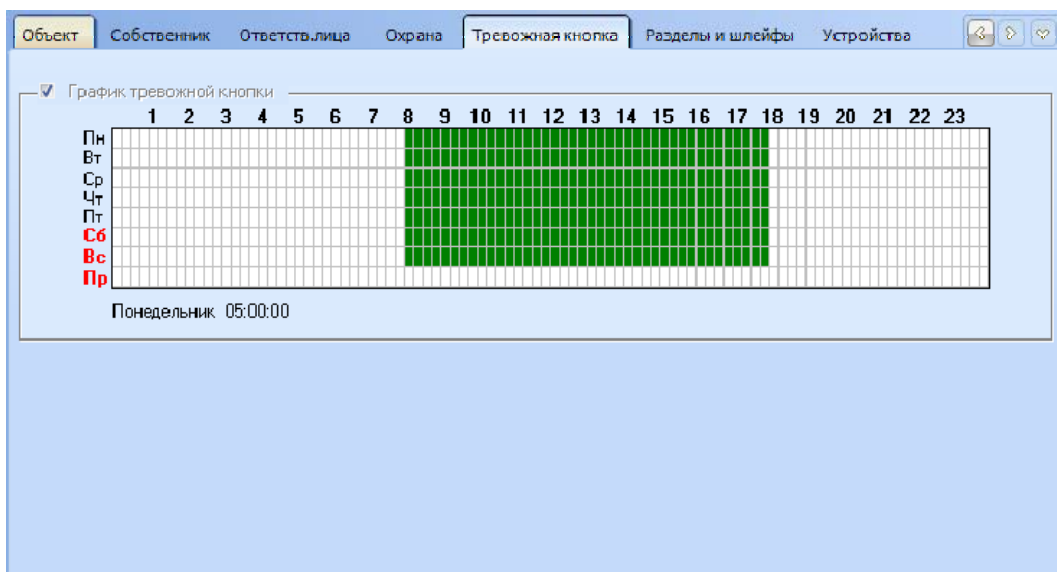 Объект Собственник Ответств.лица Охрана Тревожная кнопка Разделы и шлейфы Устройства
График тревожной кнопки
1 2 3 4 5 6 7 8 9 10 11 12 13 14 15 16 17 18 19 20 21 22 23
Пн
Вт
Ср
Чт
Пт
Сб
Вс
Пр
Понедельник 05:00:00